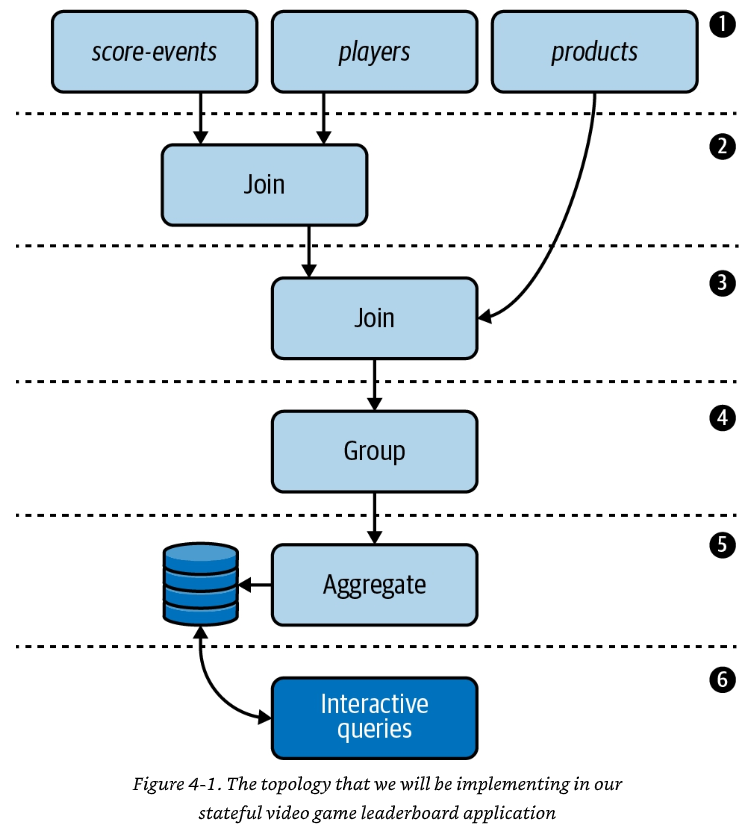 score-events
players
products
1
2
Join
3
Join
4
Group
5
Aggregate
6
Interactive
queries
Figure 4-1. The topology that we will be implementing in our
stateful video game leaderboard application